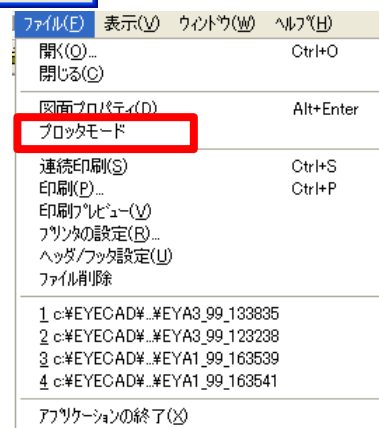 ファイル(F) 表示(V) ウィンドウ(W) ヘルプ(H)
開く(O)... Ctrl+O
閉じる(C)
図面プロパティ(D) Alt+Enter
プロッタモード
連続印刷(S) Ctrl+S
印刷(P)... Ctrl+P
印刷プレビュー(V)
プリンタの設定(R)...
ヘッダ/フッタ設定(U)
ファイル削除
1 c:¥EYECAD¥...¥EYA3_99_133835
2 c:¥EYECAD¥...¥EYA3_99_123238
3 c:¥EYECAD¥...¥EYA1_99_163539
4 c:¥EYECAD¥...¥EYA1_99_163541
アプリケーションの終了(X)